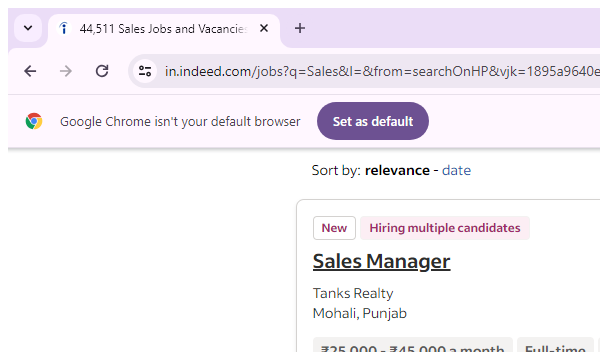 44,511 Sales Jobs and Vacancies
in.indeed.com/jobs?q=Sales&l=&from=searchOnHP&vjk=1895a9640e
Google Chrome isn't your default browser Set as default
Sort by: relevance - date
New Hiring multiple candidates
Sales Manager
Tanks Realty
Mohali, Punjab
₹25,000 - ₹45,000 a month Full-time